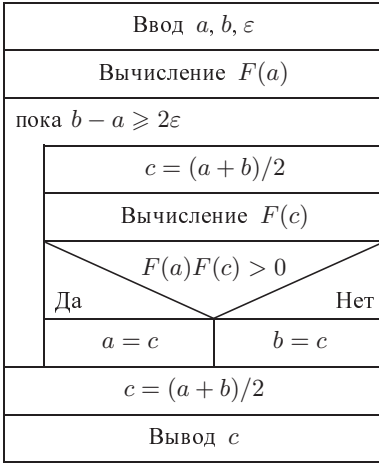 Ввод a, b, ε
Вычисление F(a)
пока b − a ⩾ 2ε
c = (a + b)/2
Вычисление F(c)
F(a)F(c) > 0
Да Нет
a = c b = c
c = (a + b)/2
Вывод c